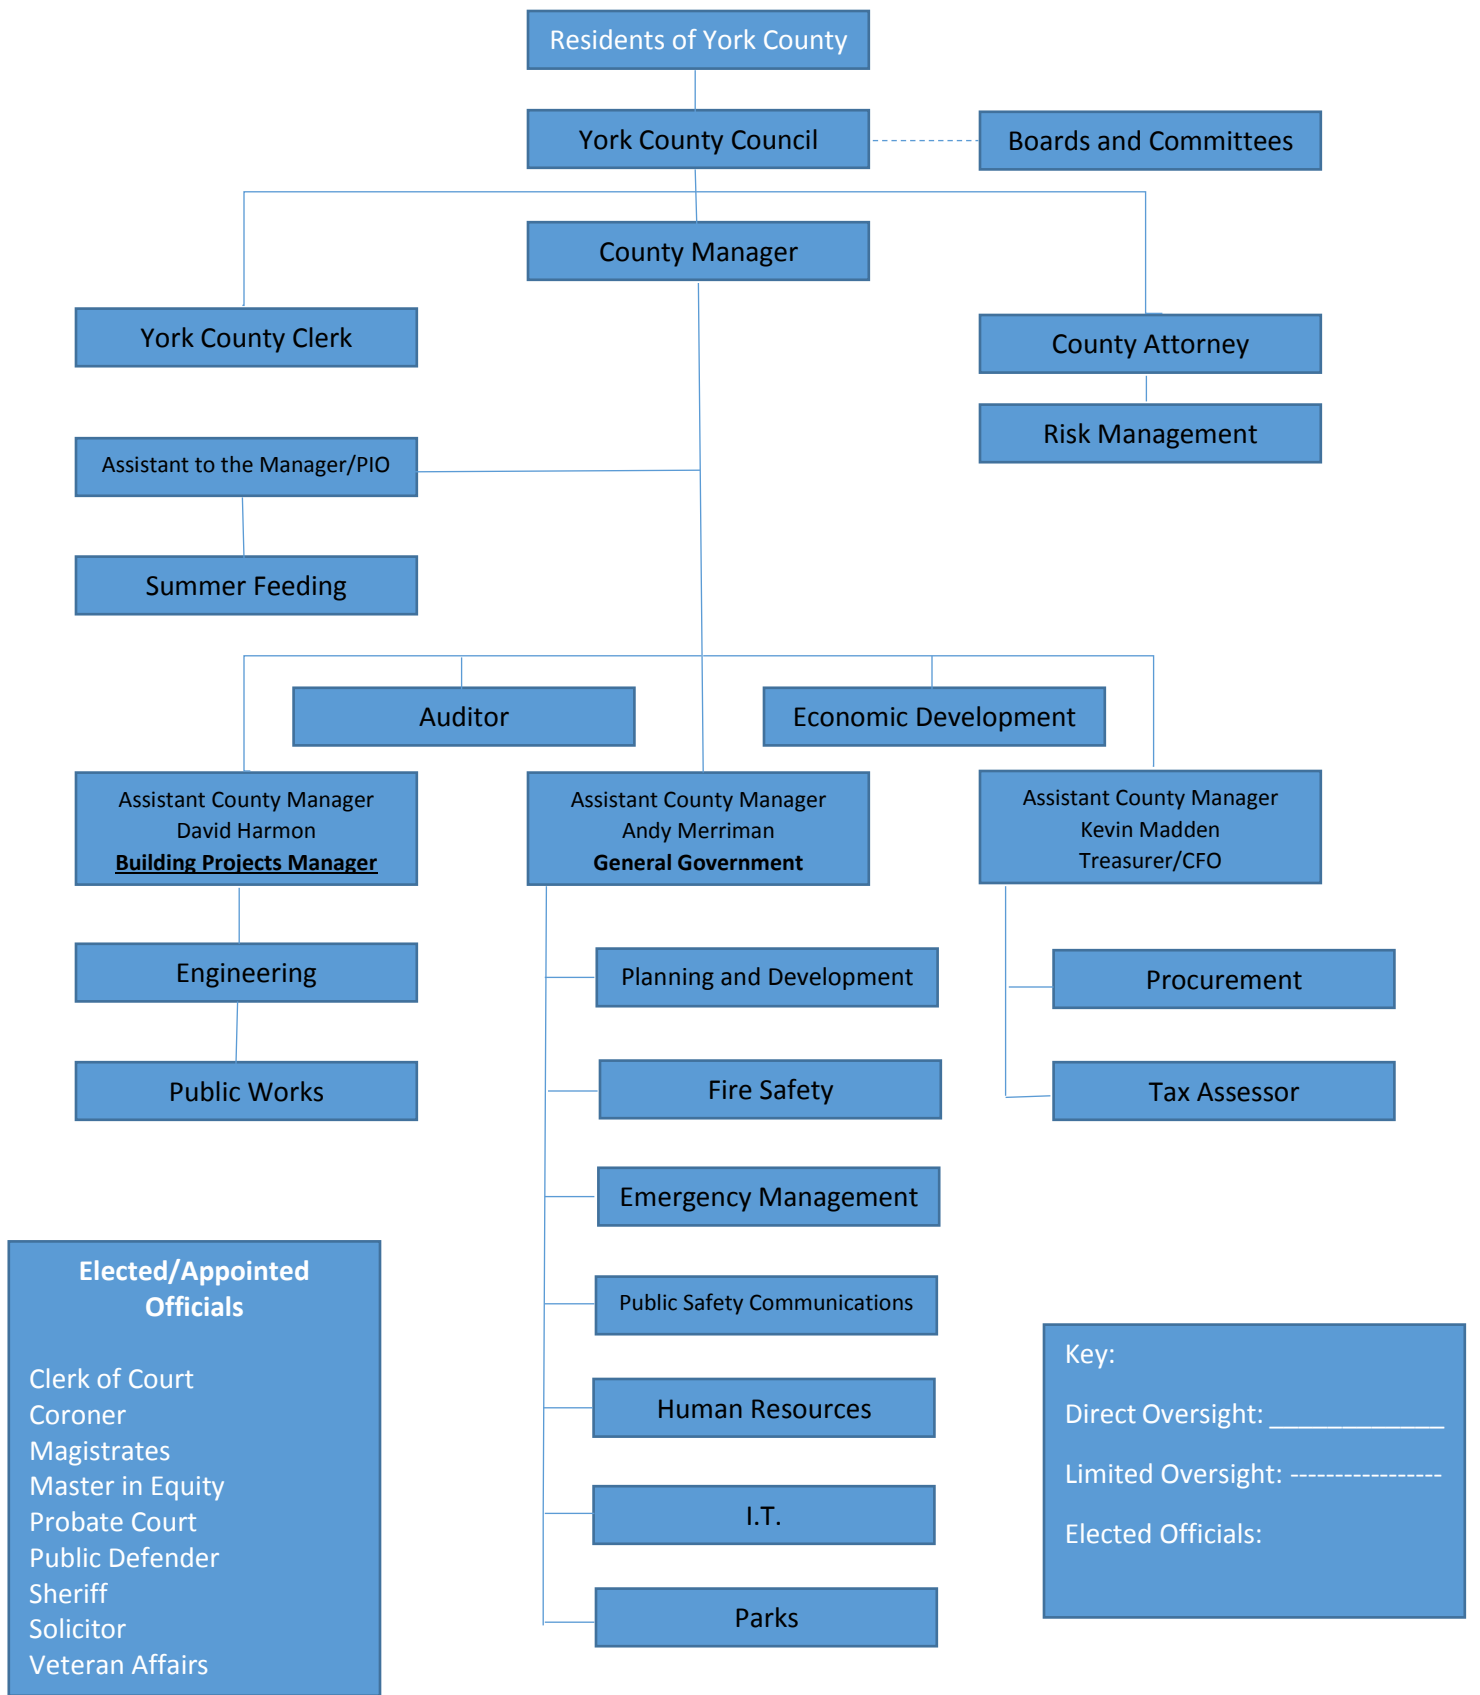 Residents of York County
York County Council
Boards and Committees
County Manager
York County Clerk
County Attorney
Risk Management
Assistant to the Manager/PIO
Summer Feeding
Auditor
Economic Development
Assistant County Manager
David Harmon
Building Projects Manager
Assistant County Manager
Andy Merriman
General Government
Assistant County Manager
Kevin Madden
Treasurer/CFO
Engineering
Public Works
Planning and Development
Fire Safety
Emergency Management
Public Safety Communications
Human Resources
I.T.
Parks
Procurement
Tax Assessor
Elected/Appointed
Officials
Clerk of Court
Coroner
Magistrates
Master in Equity
Probate Court
Public Defender
Sheriff
Solicitor
Veteran Affairs
Key:
Direct Oversight: _____________
Limited Oversight: -----------------
Elected Officials: